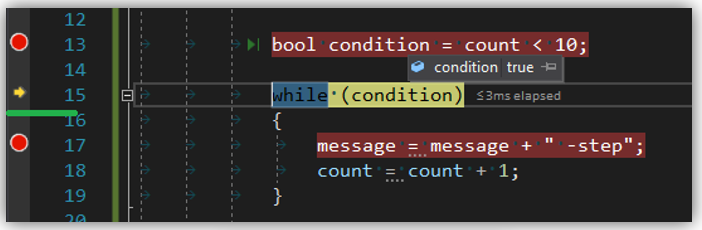 12
13 bool condition = count < 10;
14 condition true
15 while (condition) ≤3ms elapsed
16 {
17 message = message + " -step";
18 count = count + 1;
19 }
20